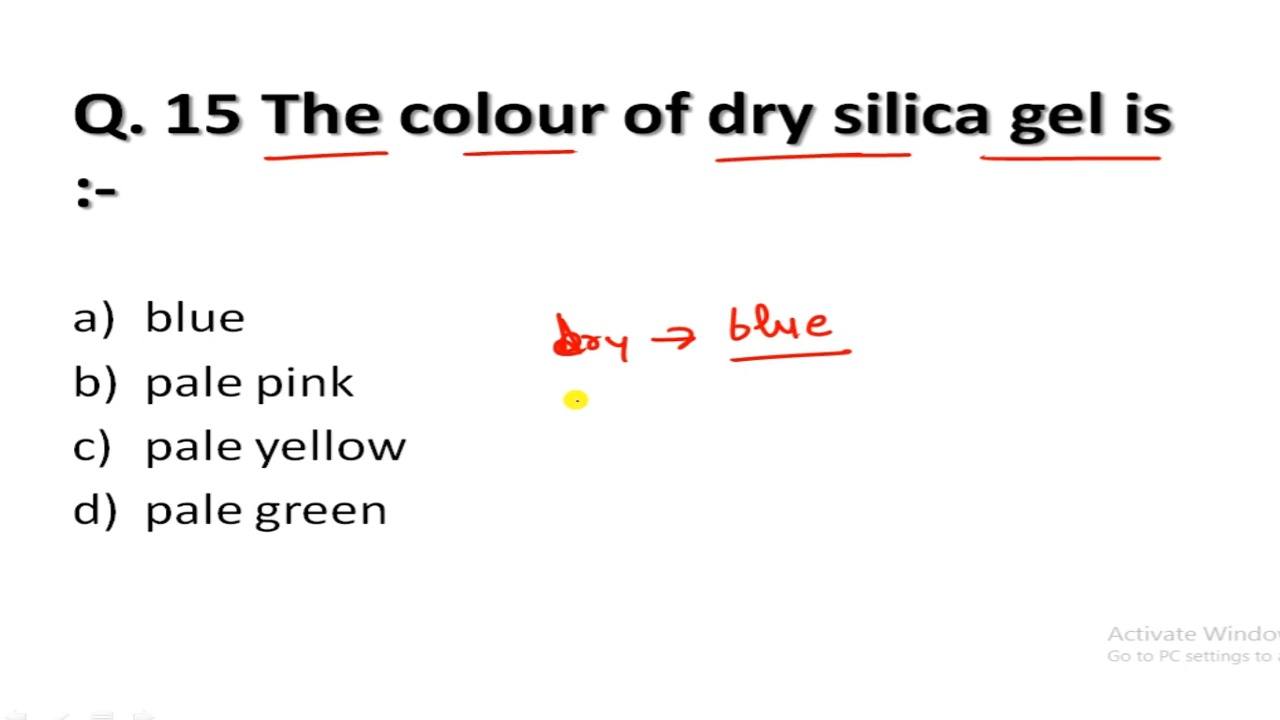 Q. 15 The colour of dry silica gel is
:-
a) blue
dry → blue
b) pale pink
c) pale yellow
d) pale green
Activate Windo
Go to PC settings to a